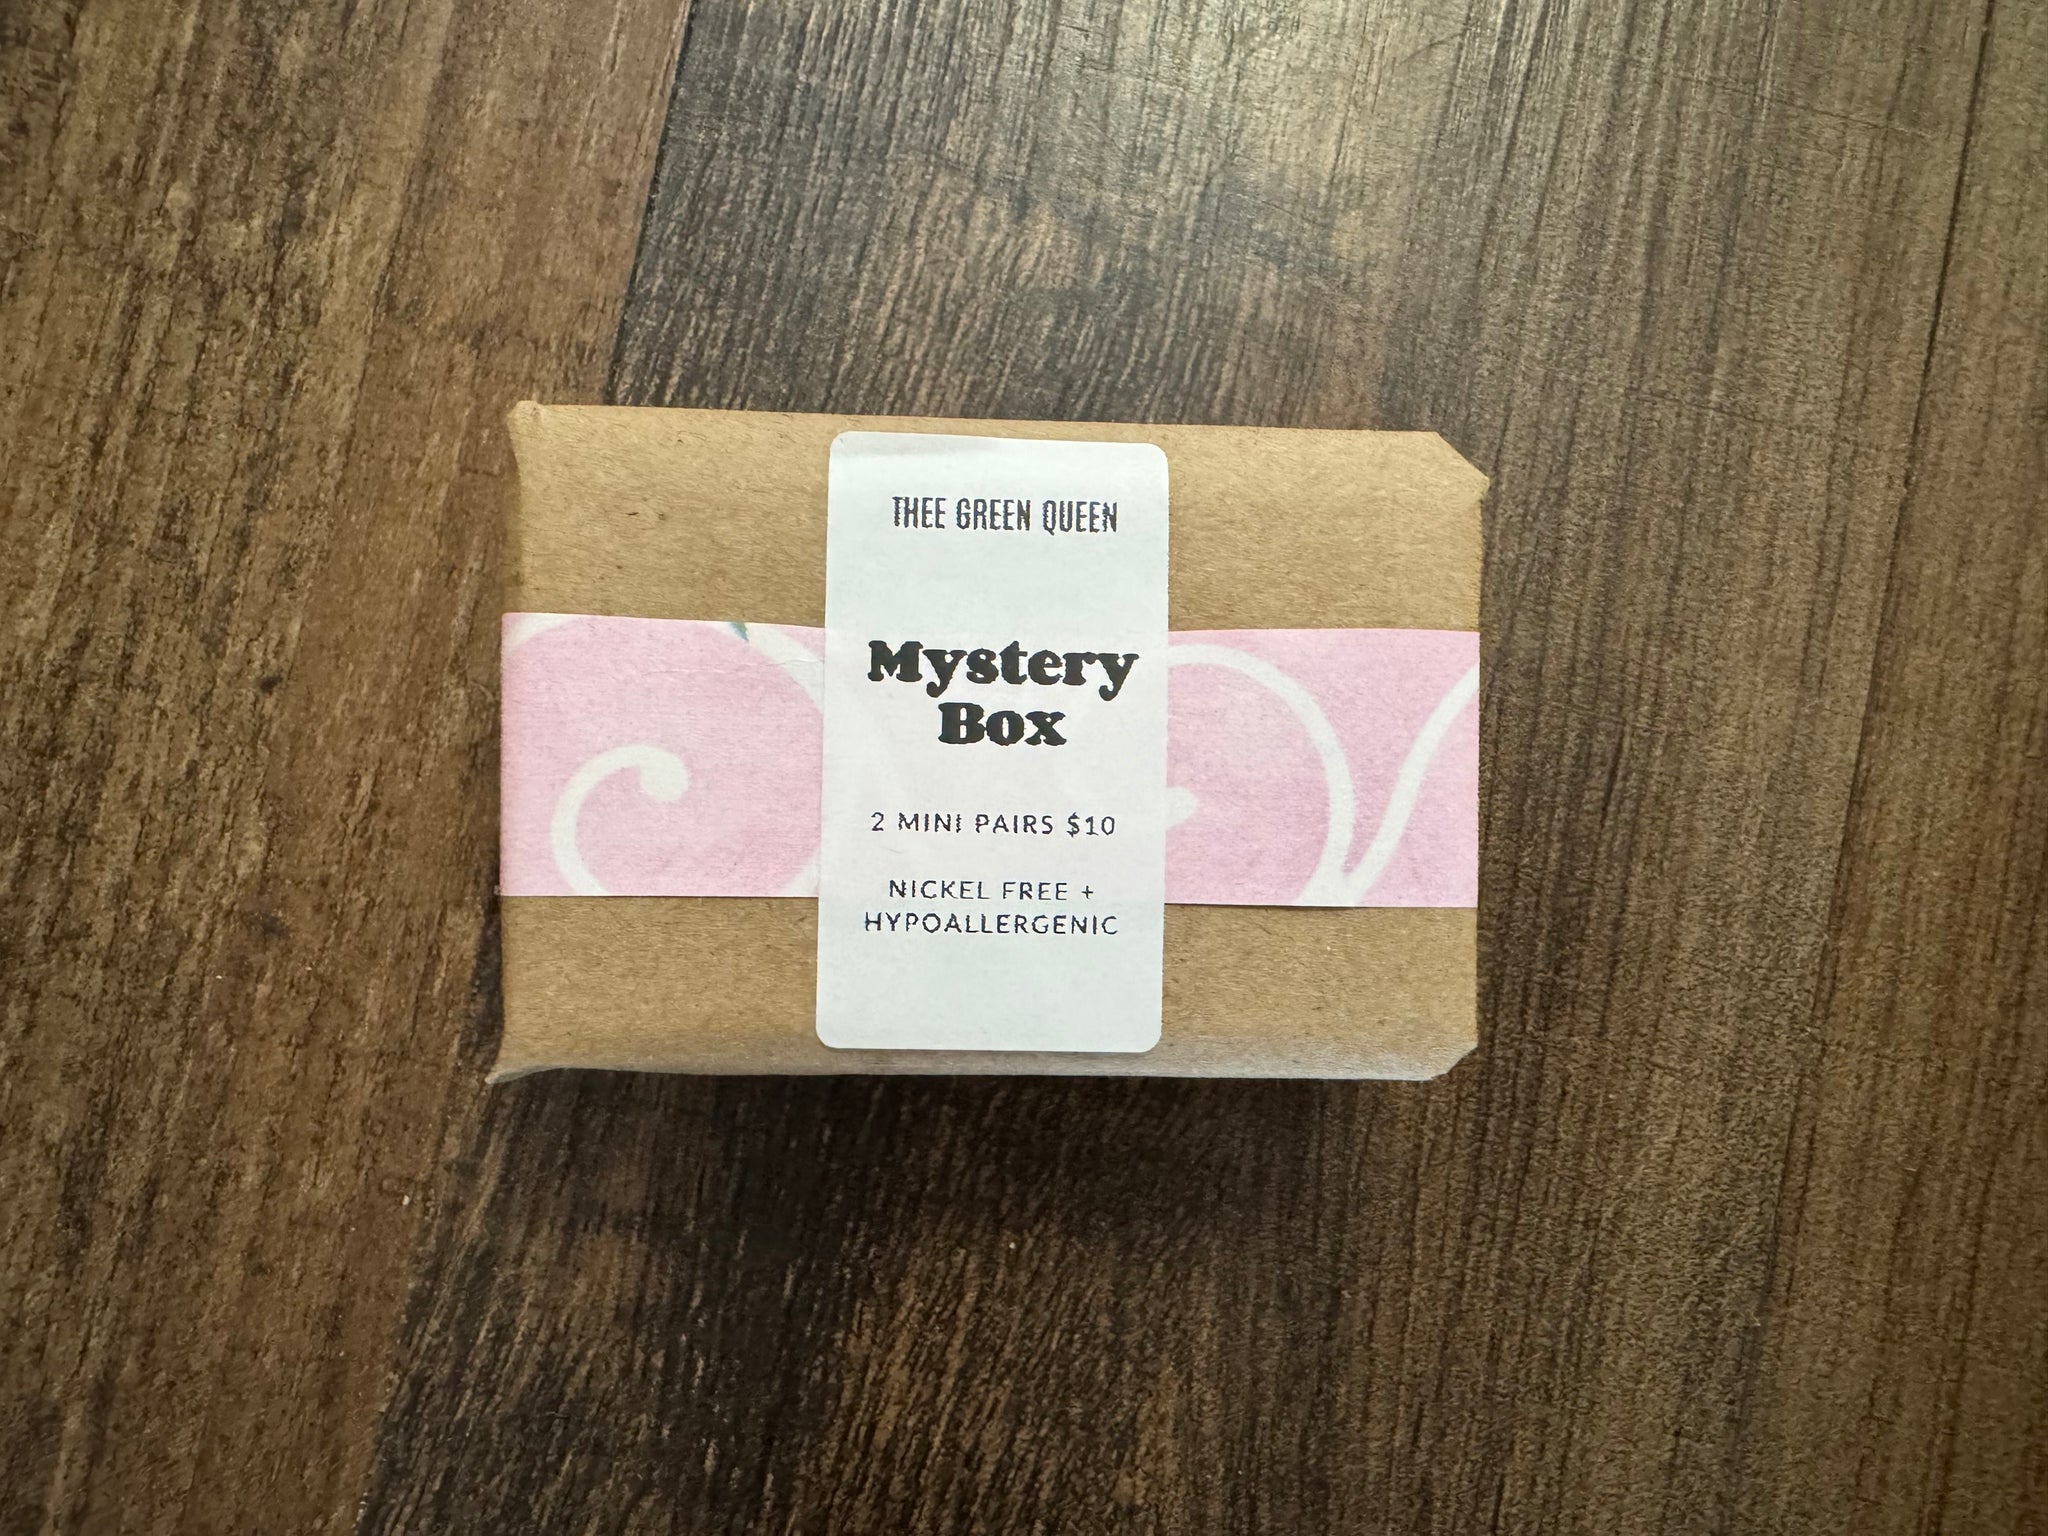 THEE GREEN QUEEN
Mystery
Box
2 MINI PAIRS $10
NICKEL FREE +
HYPOALLERGENIC